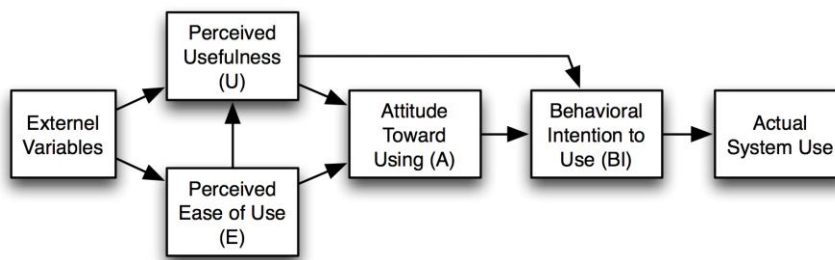 Externel
Variables
Perceived
Usefulness
(U)
Perceived
Ease of Use
(E)
Attitude
Toward
Using (A)
Behavioral
Intention to
Use (BI)
Actual
System Use